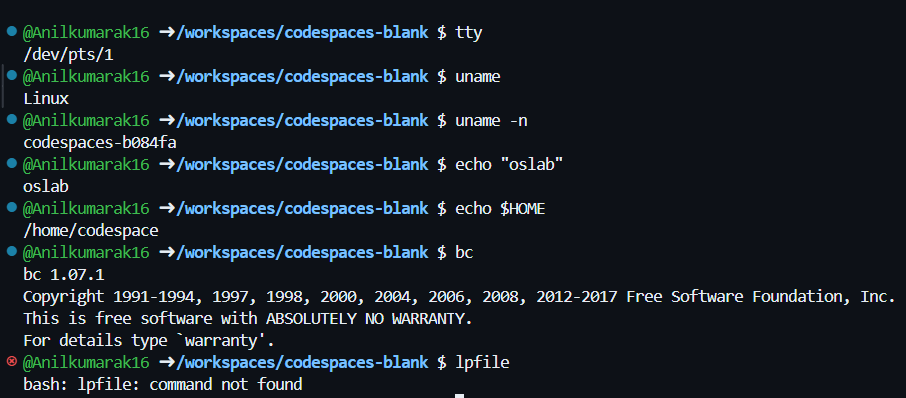 @Anilkumarak16 ➜/workspaces/codespaces-blank $ tty
/dev/pts/1
@Anilkumarak16 ➜/workspaces/codespaces-blank $ uname
Linux
@Anilkumarak16 ➜/workspaces/codespaces-blank $ uname -n
codespaces-b084fa
@Anilkumarak16 ➜/workspaces/codespaces-blank $ echo "oslab"
oslab
@Anilkumarak16 ➜/workspaces/codespaces-blank $ echo $HOME
/home/codespace
@Anilkumarak16 ➜/workspaces/codespaces-blank $ bc
bc 1.07.1
Copyright 1991-1994, 1997, 1998, 2000, 2004, 2006, 2008, 2012-2017 Free Software Foundation, Inc.
This is free software with ABSOLUTELY NO WARRANTY.
For details type `warranty'.
@Anilkumarak16 ➜/workspaces/codespaces-blank $ lpfile
bash: lpfile: command not found